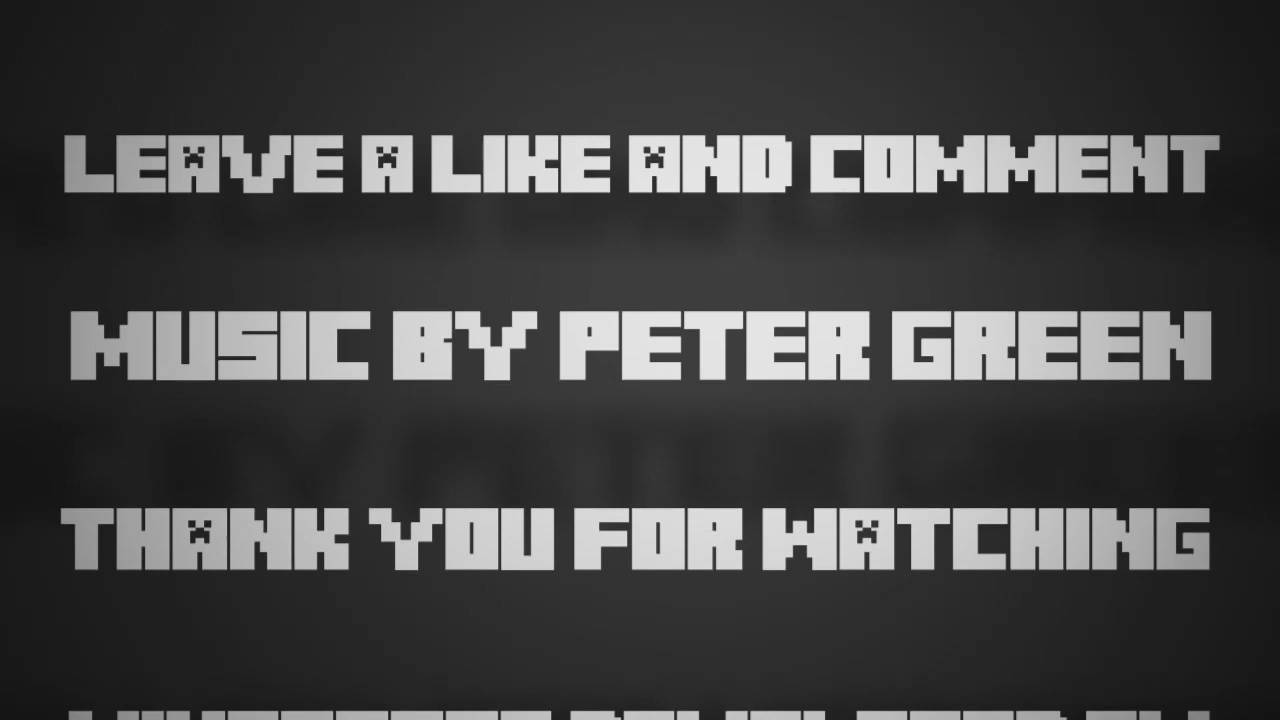 LEAVE A LIKE AND COMMENT
MUSIC BY PETER GREEN
THANK YOU FOR WATCHING